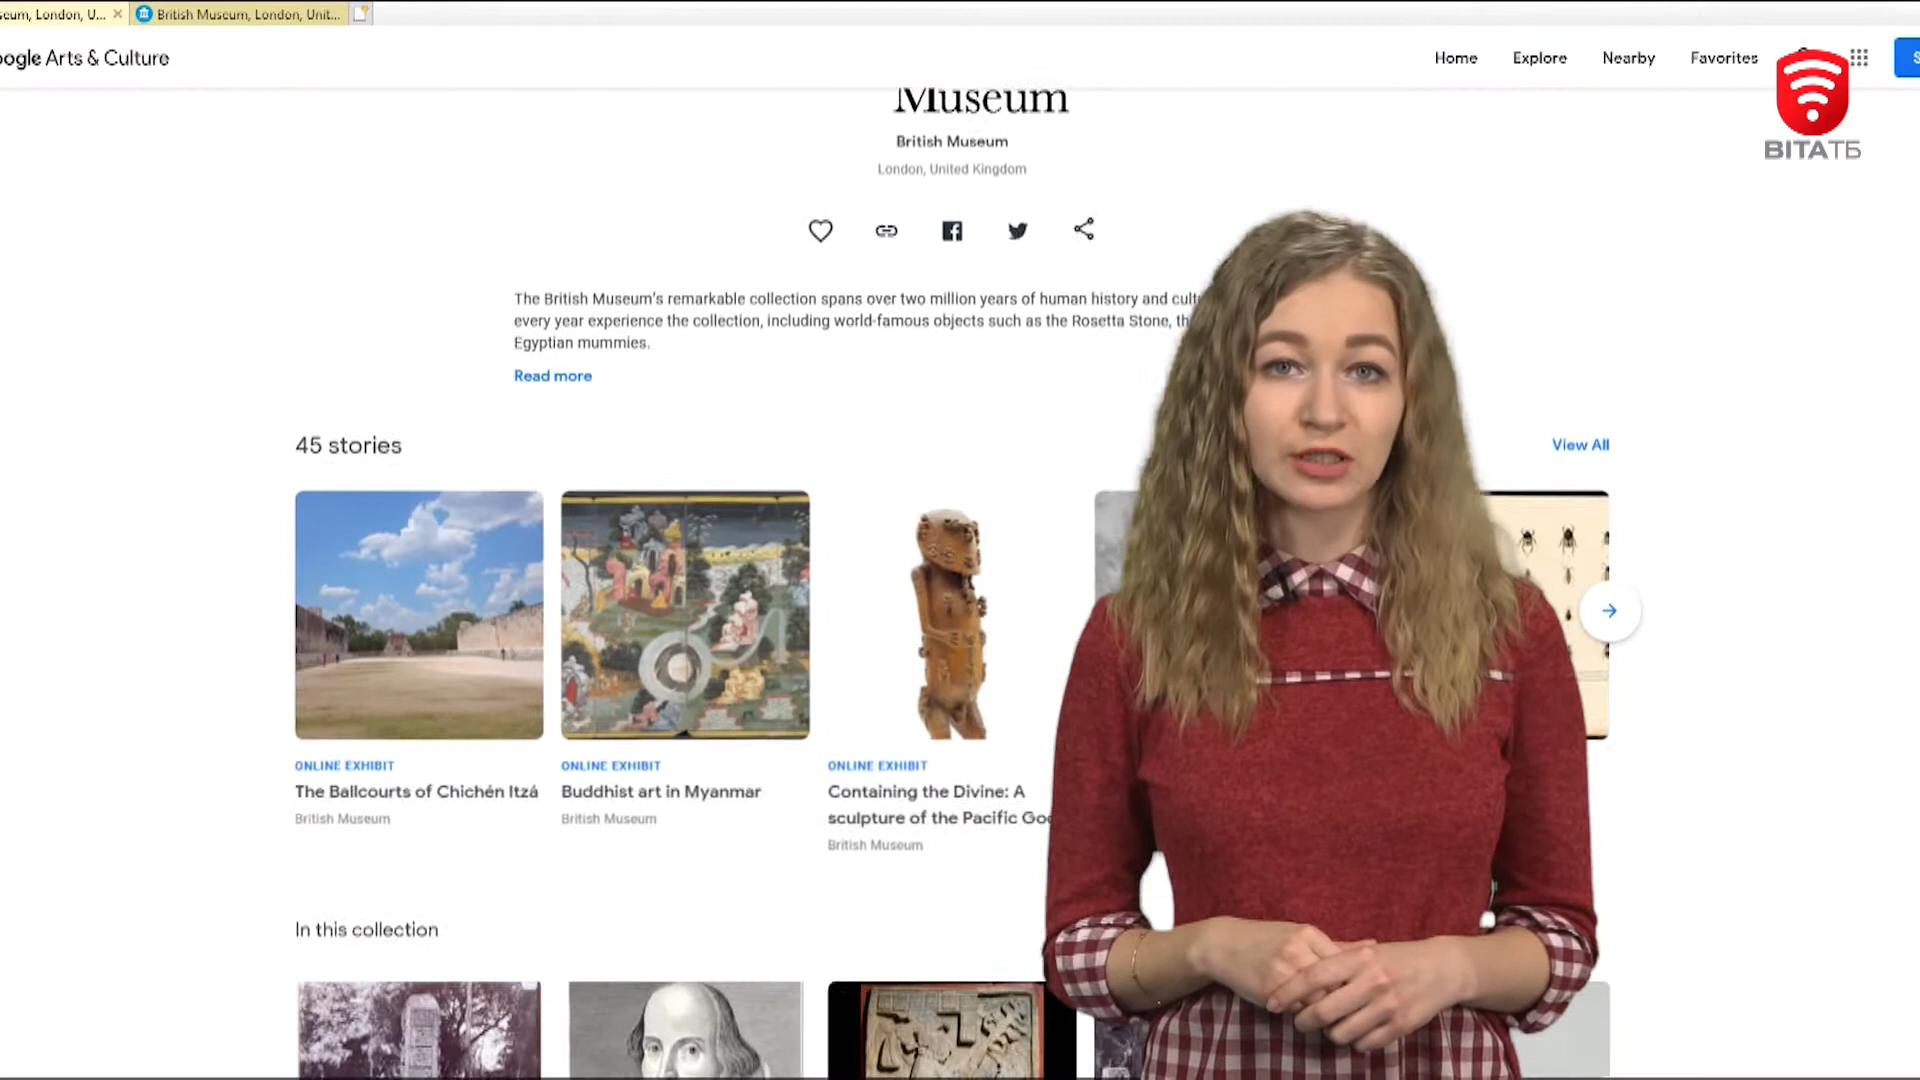 seum, London, U...
British Museum, London, Unit...
oogle Arts & Culture
Home
Explore
Nearby
Favorites
S
ВІТАТБ
Museum
British Museum
London, United Kingdom
The British Museum's remarkable collection spans over two million years of human history and cultu
every year experience the collection, including world-famous objects such as the Rosetta Stone, th
Egyptian mummies.
Read more
45 stories
View All
ONLINE EXHIBIT
The Ballcourts of Chichén Itzá
British Museum
ONLINE EXHIBIT
Buddhist art in Myanmar
British Museum
ONLINE EXHIBIT
Containing the Divine: A
sculpture of the Pacific Go
British Museum
In this collection